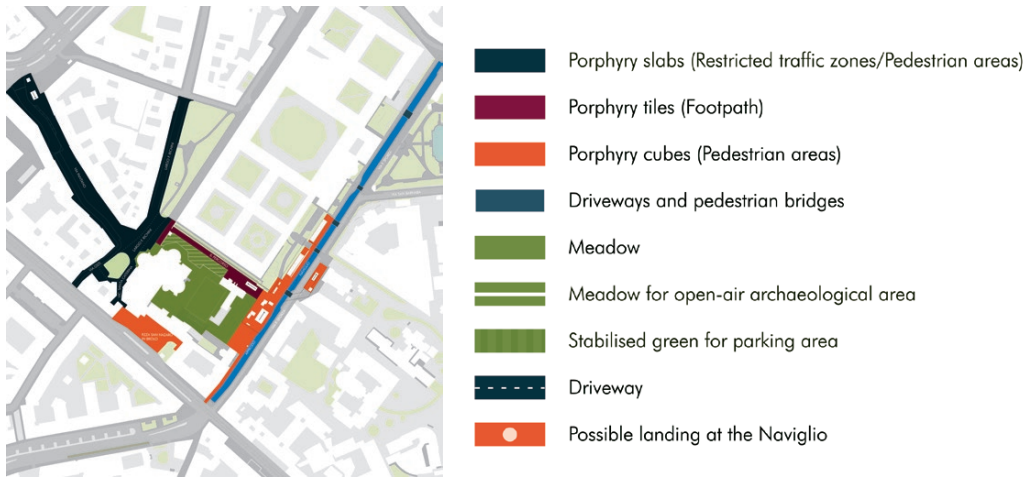 Porphyry slabs (Restricted traffic zones/Pedestrian areas)
Porphyry tiles (Footpath)
Porphyry cubes (Pedestrian areas)
Driveways and pedestrian bridges
Meadow
Meadow for open-air archaeological area
Stabilised green for parking area
Driveway
Possible landing at the Naviglio